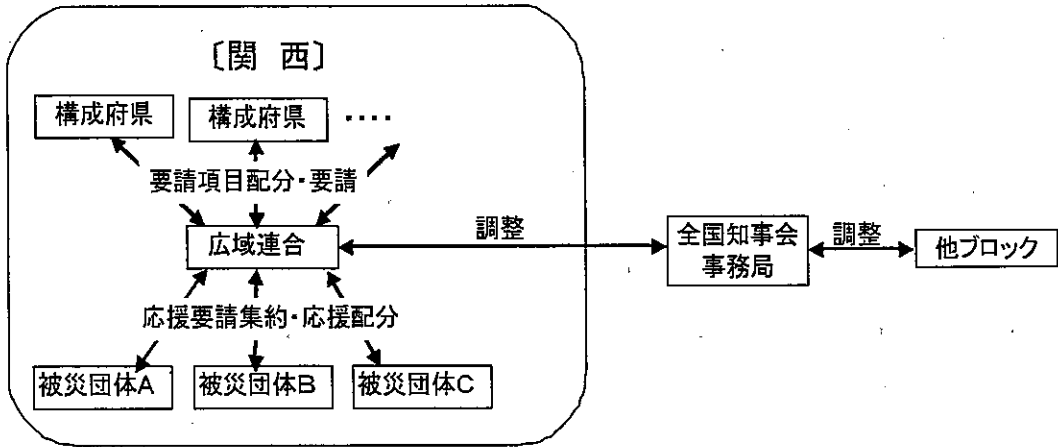 〔関 西〕
構成府県
構成府県
‥‥
要請項目配分・要請
広域連合
調整
全国知事会
事務局
調整
他ブロック
応援要請集約・応援配分
被災団体A
被災団体B
被災団体C